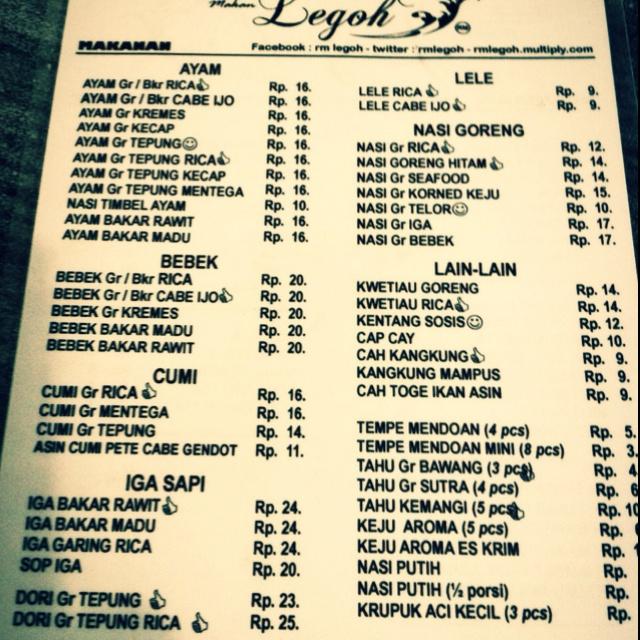 Makan
Legoh
MAKANAN
Facebook : rm legoh - twitter : rmlegoh - rmlegoh.multiply.com
AYAM
AYAM Gr / Bkr RICA Rp. 16.
AYAM Gr / Bkr CABE IJO Rp. 16.
AYAM Gr KREMES Rp. 16.
AYAM Gr KECAP Rp. 16.
AYAM Gr TEPUNG Rp. 16.
AYAM Gr TEPUNG RICA Rp. 16.
AYAM Gr TEPUNG KECAP Rp. 16.
AYAM Gr TEPUNG MENTEGA Rp. 16.
NASI TIMBEL AYAM Rp. 10.
AYAM BAKAR RAWIT Rp. 16.
AYAM BAKAR MADU Rp. 16.
BEBEK
BEBEK Gr / Bkr RICA Rp. 20.
BEBEK Gr / Bkr CABE IJO Rp. 20.
BEBEK Gr KREMES Rp. 20.
BEBEK BAKAR MADU Rp. 20.
BEBEK BAKAR RAWIT Rp. 20.
CUMI
CUMI Gr RICA Rp. 16.
CUMI Gr MENTEGA Rp. 16.
CUMI Gr TEPUNG Rp. 14.
ASIN CUMI PETE CABE GENDOT Rp. 11.
IGA SAPI
IGA BAKAR RAWIT Rp. 24.
IGA BAKAR MADU Rp. 24.
IGA GARING RICA Rp. 24.
SOP IGA Rp. 20.
DORI Gr TEPUNG Rp. 23.
DORI Gr TEPUNG RICA Rp. 25.
LELE
LELE RICA Rp. 9.
LELE CABE IJO Rp. 9.
NASI GORENG
NASI Gr RICA Rp. 12.
NASI GORENG HITAM Rp. 14.
NASI Gr SEAFOOD Rp. 14.
NASI Gr KORNED KEJU Rp. 15.
NASI Gr TELOR Rp. 10.
NASI Gr IGA Rp. 17.
NASI Gr BEBEK Rp. 17.
LAIN-LAIN
KWETIAU GORENG Rp. 14.
KWETIAU RICA Rp. 14.
KENTANG SOSIS Rp. 12.
CAP CAY Rp. 10.
CAH KANGKUNG Rp. 9.
KANGKUNG MAMPUS Rp. 9.
CAH TOGE IKAN ASIN Rp. 9.
TEMPE MENDOAN (4 pcs) Rp. 5.
TEMPE MENDOAN MINI (8 pcs) Rp. 3.
TAHU Gr BAWANG (3 pcs) Rp. 4
TAHU Gr SUTRA (4 pcs) Rp. 6
TAHU KEMANGI (5 pcs) Rp. 10
KEJU AROMA (5 pcs) Rp.
KEJU AROMA ES KRIM Rp.
NASI PUTIH Rp.
NASI PUTIH (½ porsi) Rp.
KRUPUK ACI KECIL (3 pcs) Rp.